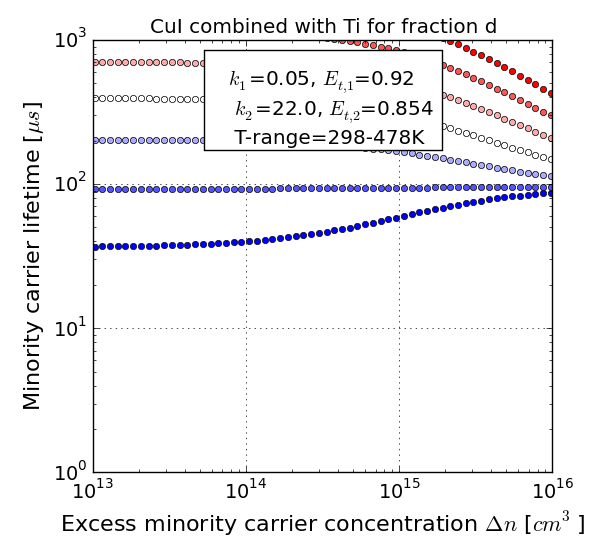 CuI combined with Ti for fraction d
10³
k₁=0.05, Eₜ,₁=0.92
k₂=22.0, Eₜ,₂=0.854
T-range=298-478K
10²
10¹
10⁰
Minority carrier lifetime [μs]
10¹³ 10¹⁴ 10¹⁵ 10¹⁶
Excess minority carrier concentration Δn [cm³ ]